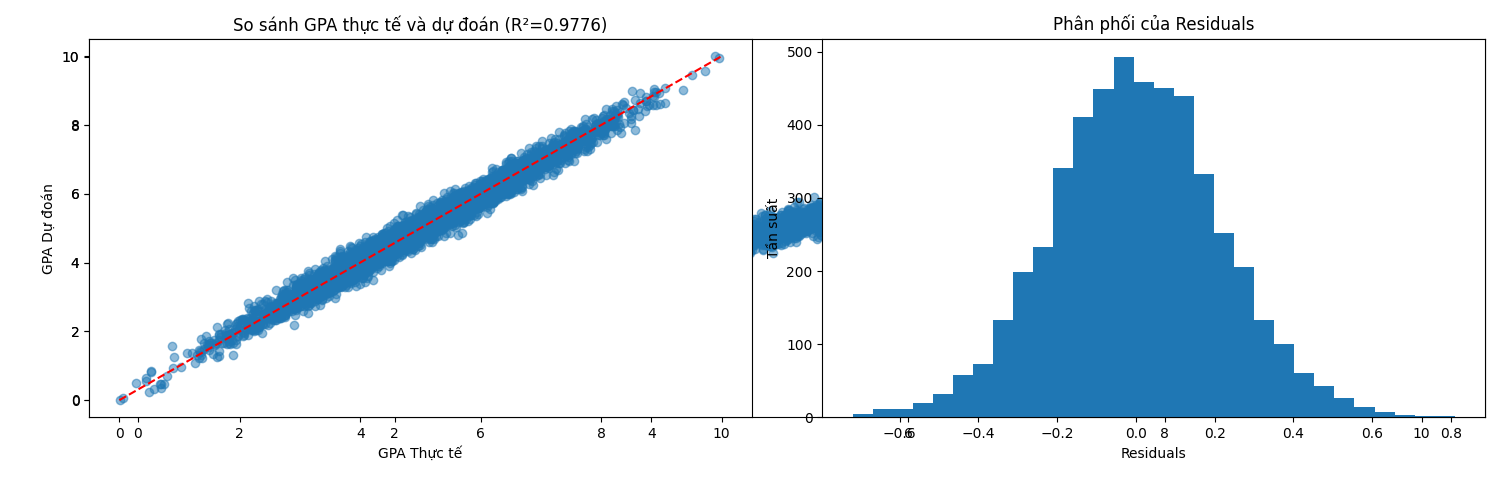 So sánh GPA thực tế và dự đoán (R²=0.9776)
GPA Dự đoán
10
8
6
4
2
0
0 0 2 4 2 6 8 4 10
GPA Thực tế
Phân phối của Residuals
Tần suất
500
400
300
200
100
0
−0.6 6 −0.4 −0.2 0.0 8 0.2 0.4 0.6 10 0.8
Residuals